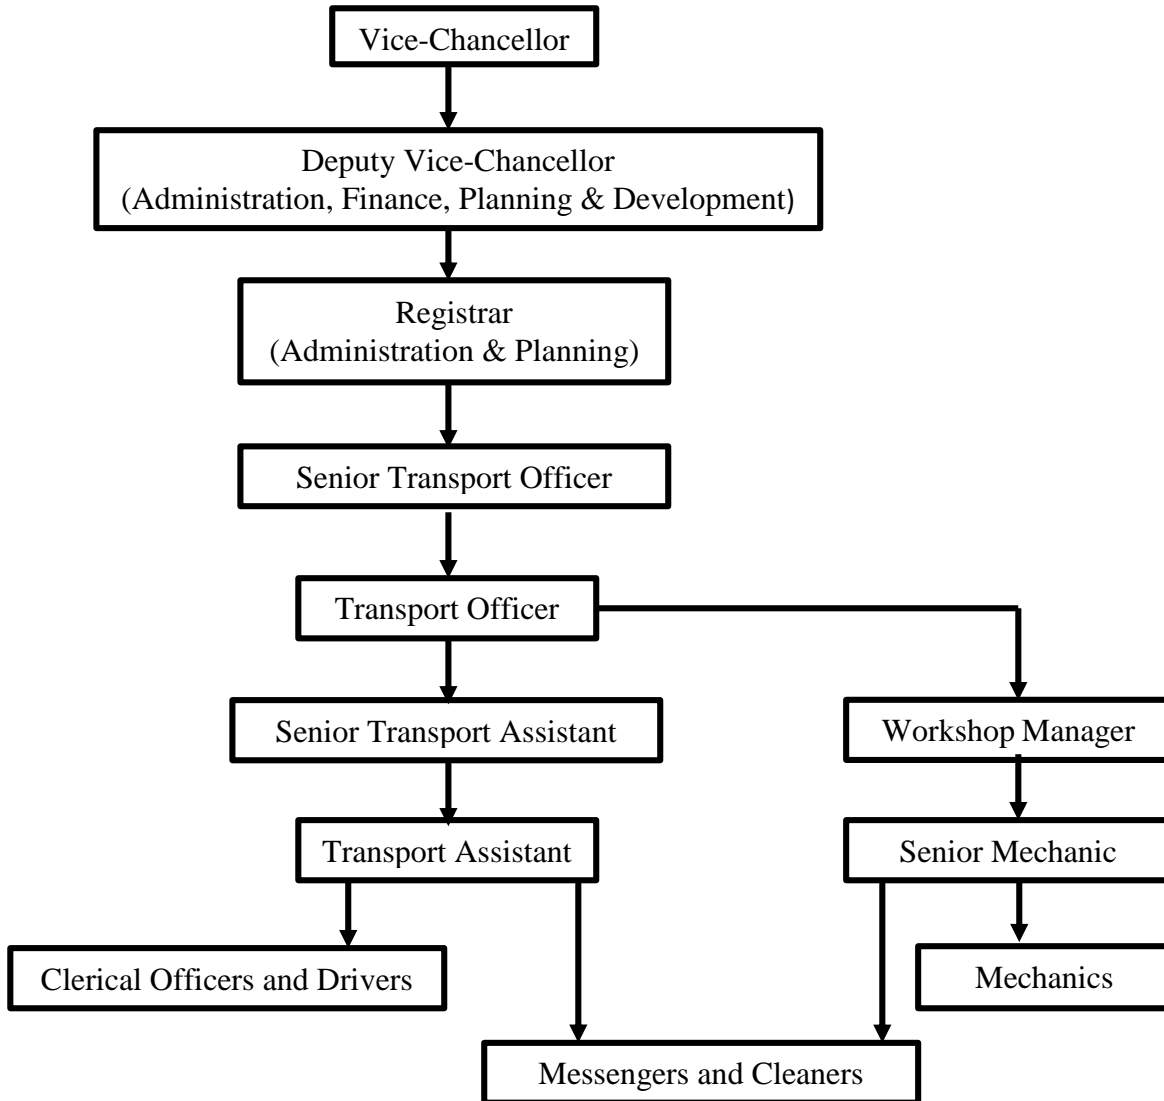 Vice-Chancellor
Deputy Vice-Chancellor
(Administration, Finance, Planning & Development)
Registrar
(Administration & Planning)
Senior Transport Officer
Transport Officer
Senior Transport Assistant
Workshop Manager
Transport Assistant
Senior Mechanic
Clerical Officers and Drivers
Mechanics
Messengers and Cleaners